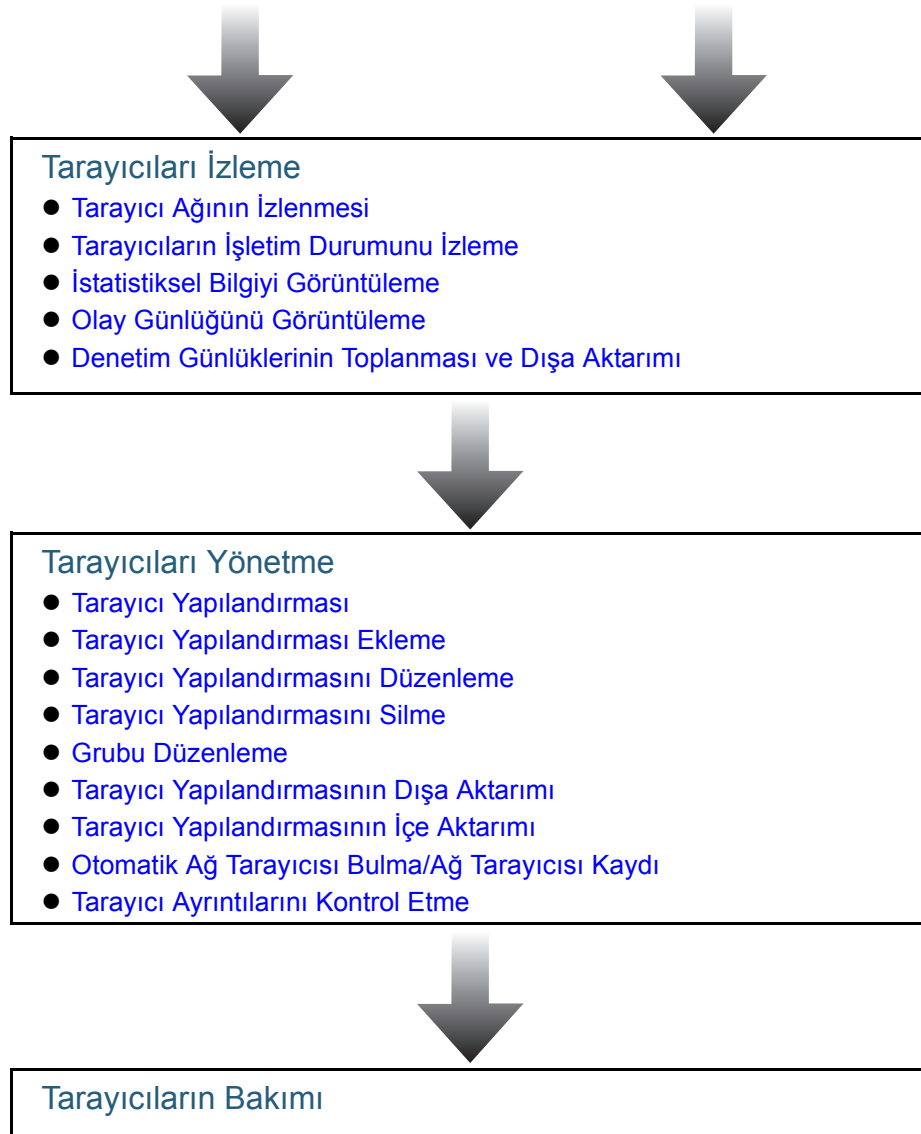 Tarayıcıları İzleme
● Tarayıcı Ağının İzlenmesi
● Tarayıcıların İşletim Durumunu İzleme
● İstatistiksel Bilgiyi Görüntüleme
● Olay Günlüğünü Görüntüleme
● Denetim Günlüklerinin Toplanması ve Dışa Aktarımı
Tarayıcıları Yönetme
● Tarayıcı Yapılandırması
● Tarayıcı Yapılandırması Ekleme
● Tarayıcı Yapılandırmasını Düzenleme
● Tarayıcı Yapılandırmasını Silme
● Grubu Düzenleme
● Tarayıcı Yapılandırmasının Dışa Aktarımı
● Tarayıcı Yapılandırmasının İçe Aktarımı
● Otomatik Ağ Tarayıcısı Bulma/Ağ Tarayıcısı Kaydı
● Tarayıcı Ayrıntılarını Kontrol Etme
Tarayıcıların Bakımı